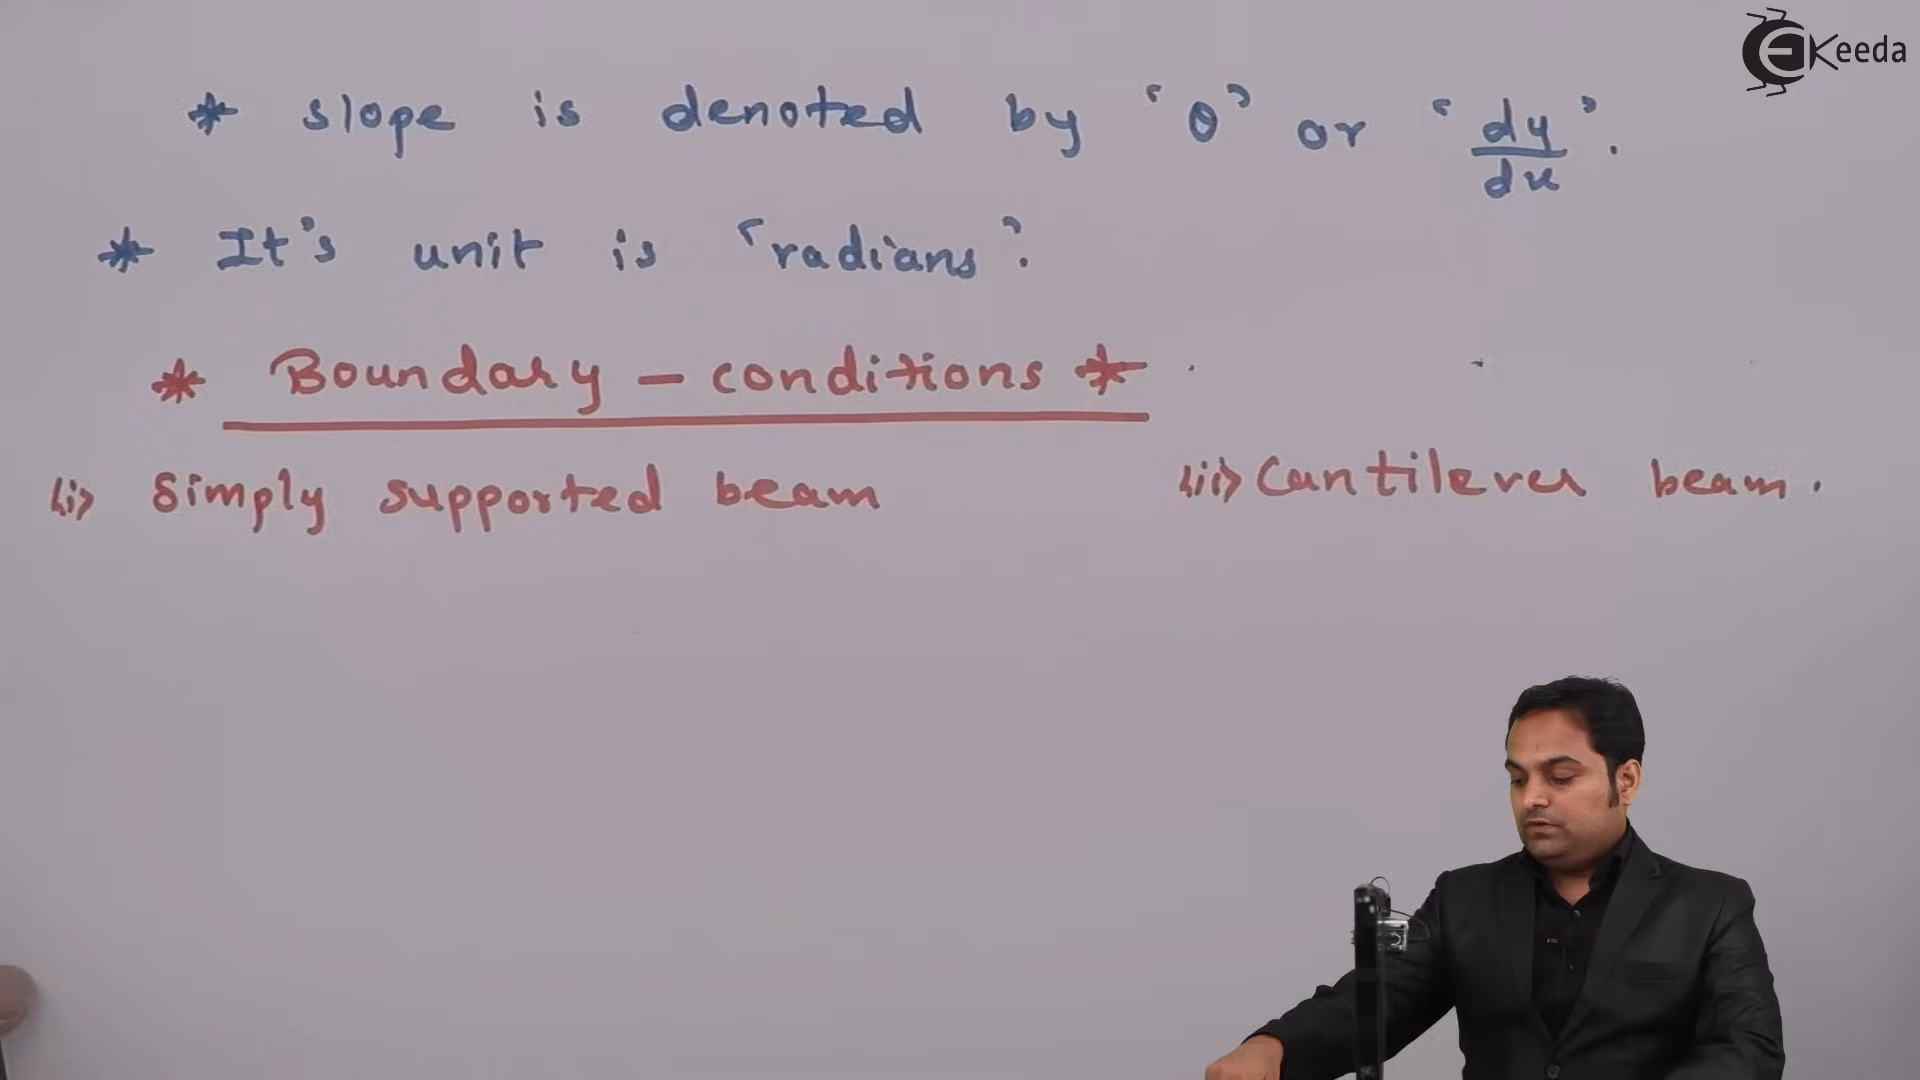 EKeeda
* slope is denoted by 'θ' or 'dy/dx'.
* It's unit is 'radians'.
* Boundary - conditions *
(i) Simply supported beam
(ii) Cantilever beam.